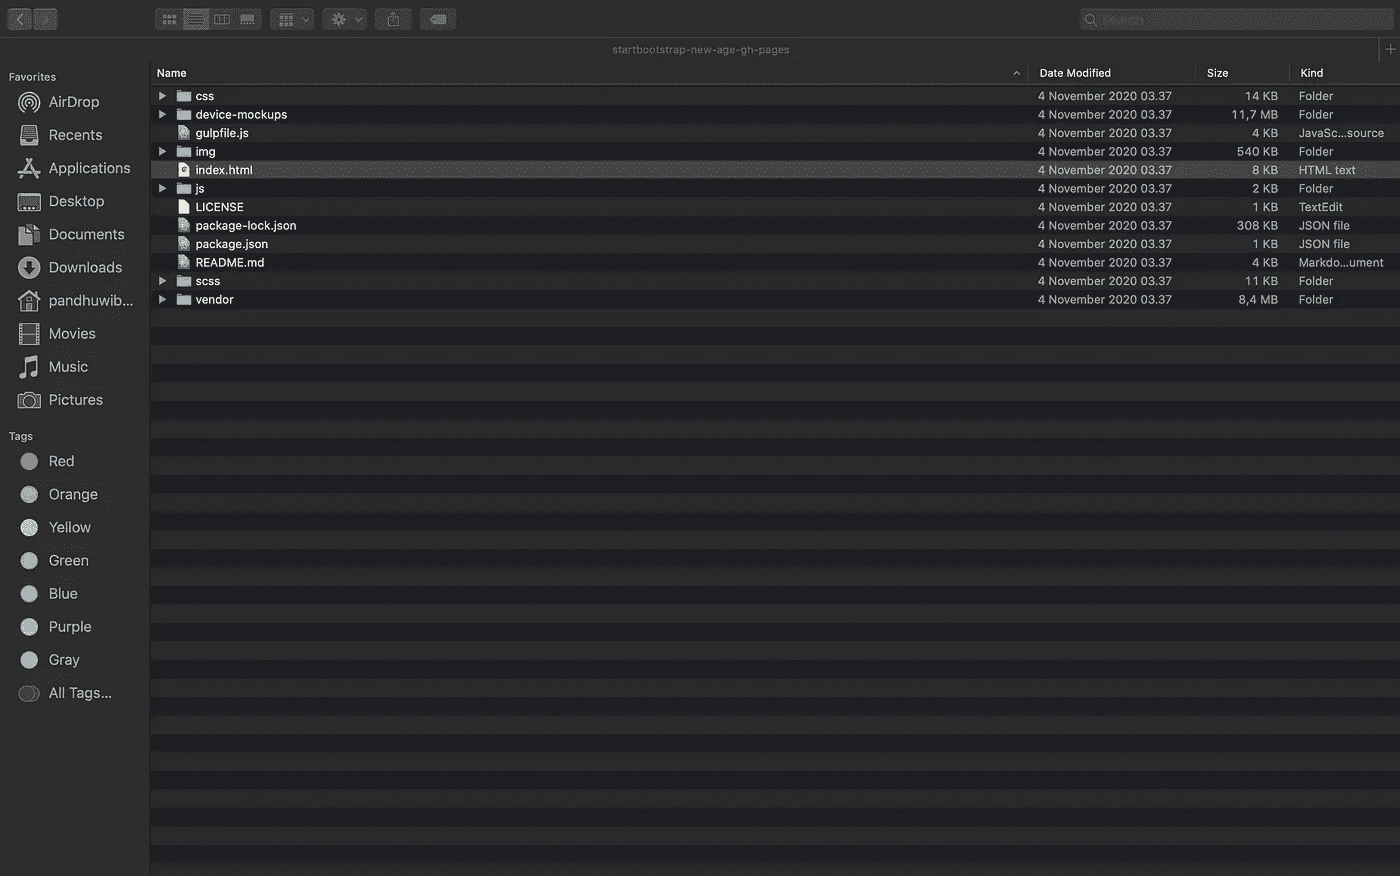 Search
startbootstrap-new-age-gh-pages
Favorites
AirDrop
Recents
Applications
Desktop
Documents
Downloads
pandhuwib...
Movies
Music
Pictures
Tags
Red
Orange
Yellow
Green
Blue
Purple
Gray
All Tags...
Name Date Modified Size Kind
css 4 November 2020 03.37 14 KB Folder
device-mockups 4 November 2020 03.37 11,7 MB Folder
gulpfile.js 4 November 2020 03.37 4 KB JavaSc...source
img 4 November 2020 03.37 540 KB Folder
index.html 4 November 2020 03.37 8 KB HTML text
js 4 November 2020 03.37 2 KB Folder
LICENSE 4 November 2020 03.37 1 KB TextEdit
package-lock.json 4 November 2020 03.37 308 KB JSON file
package.json 4 November 2020 03.37 1 KB JSON file
README.md 4 November 2020 03.37 4 KB Markdo...ument
scss 4 November 2020 03.37 11 KB Folder
vendor 4 November 2020 03.37 8,4 MB Folder